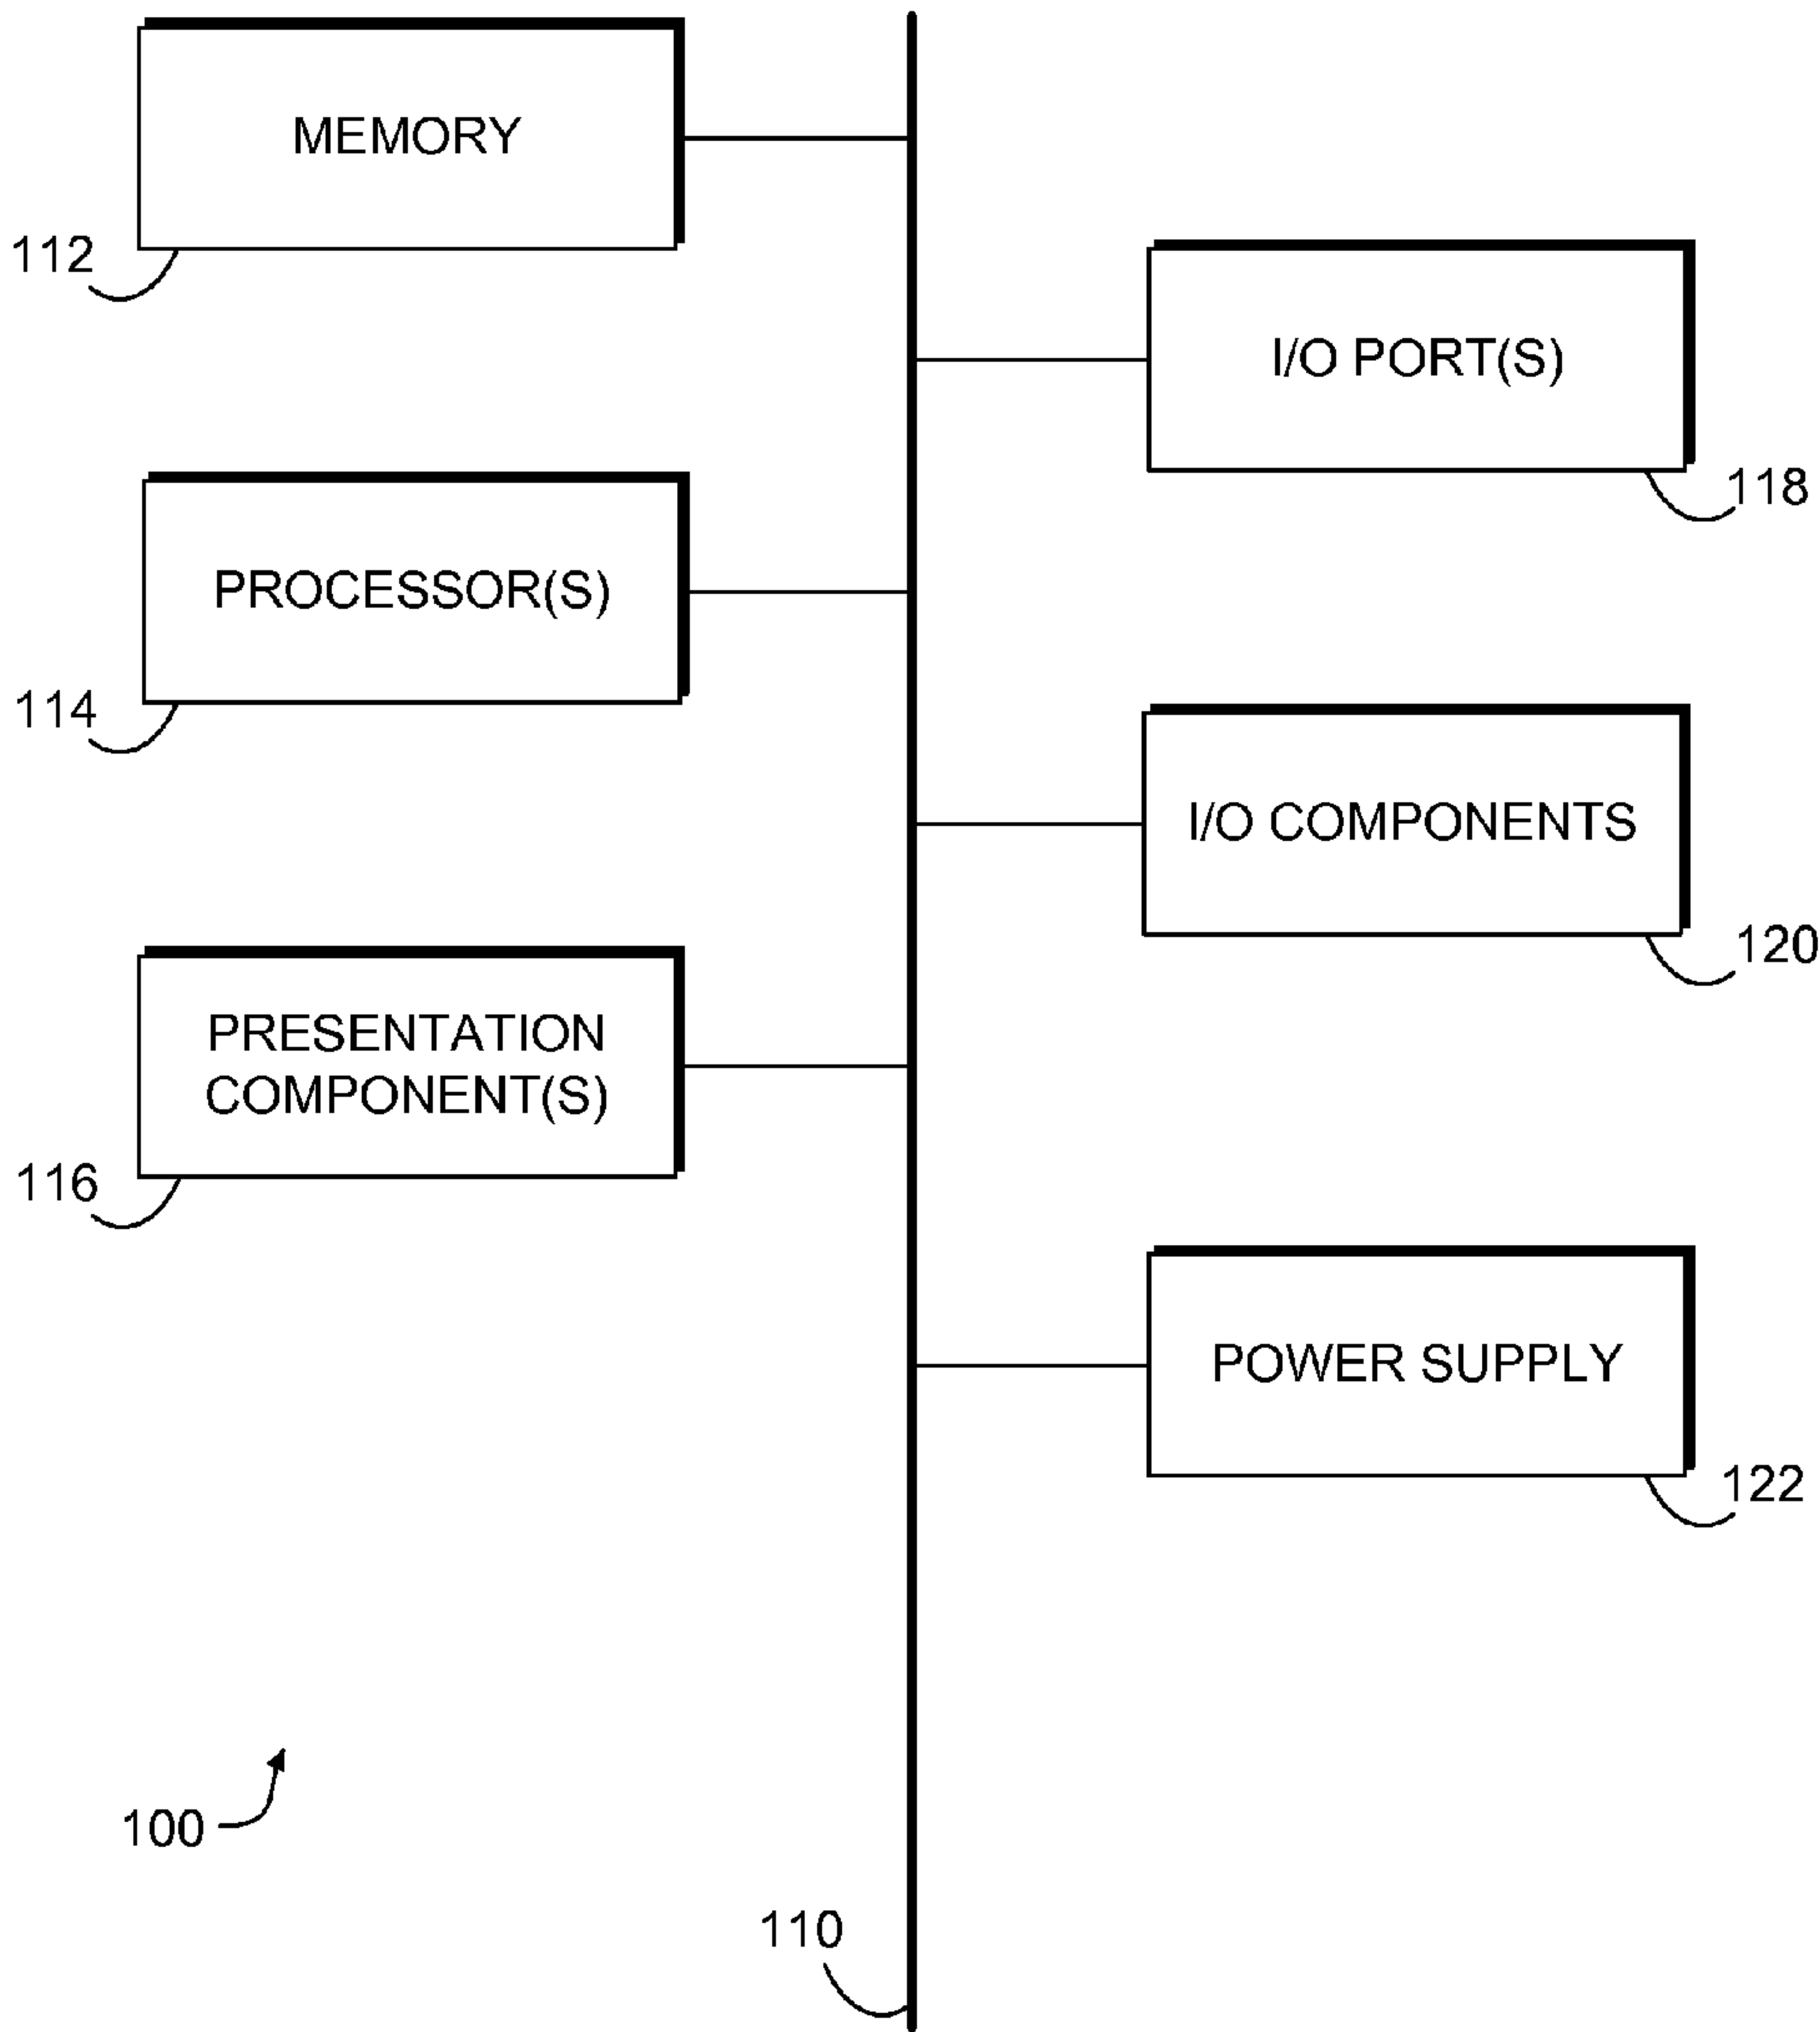 MEMORY
112
I/O PORT(S)
118
PROCESSOR(S)
114
I/O COMPONENTS
120
PRESENTATION
COMPONENT(S)
116
POWER SUPPLY
122
100
110